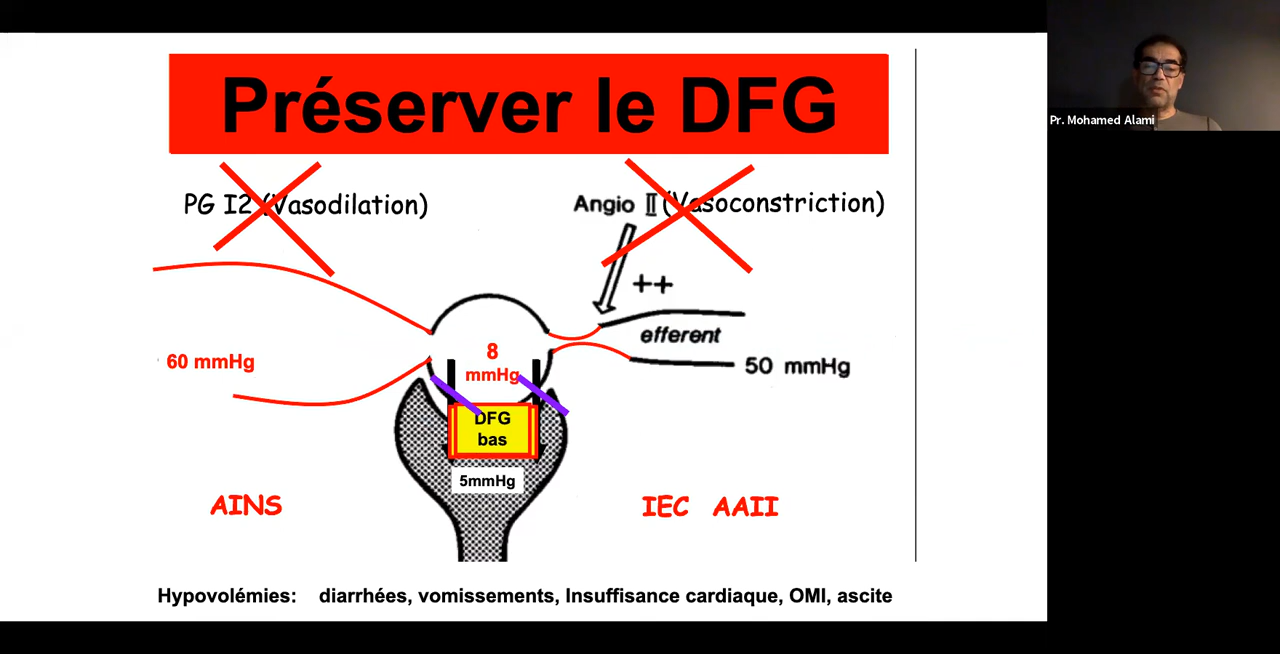 Préserver le DFG
PG I2 (Vasodilation)
Angio II (Vasoconstriction)
++
efferent
60 mmHg
8
mmHg
50 mmHg
DFG
bas
5mmHg
AINS
IEC AAII
Hypovolémies: diarrhées, vomissements, Insuffisance cardiaque, OMI, ascite
Pr. Mohamed Alami